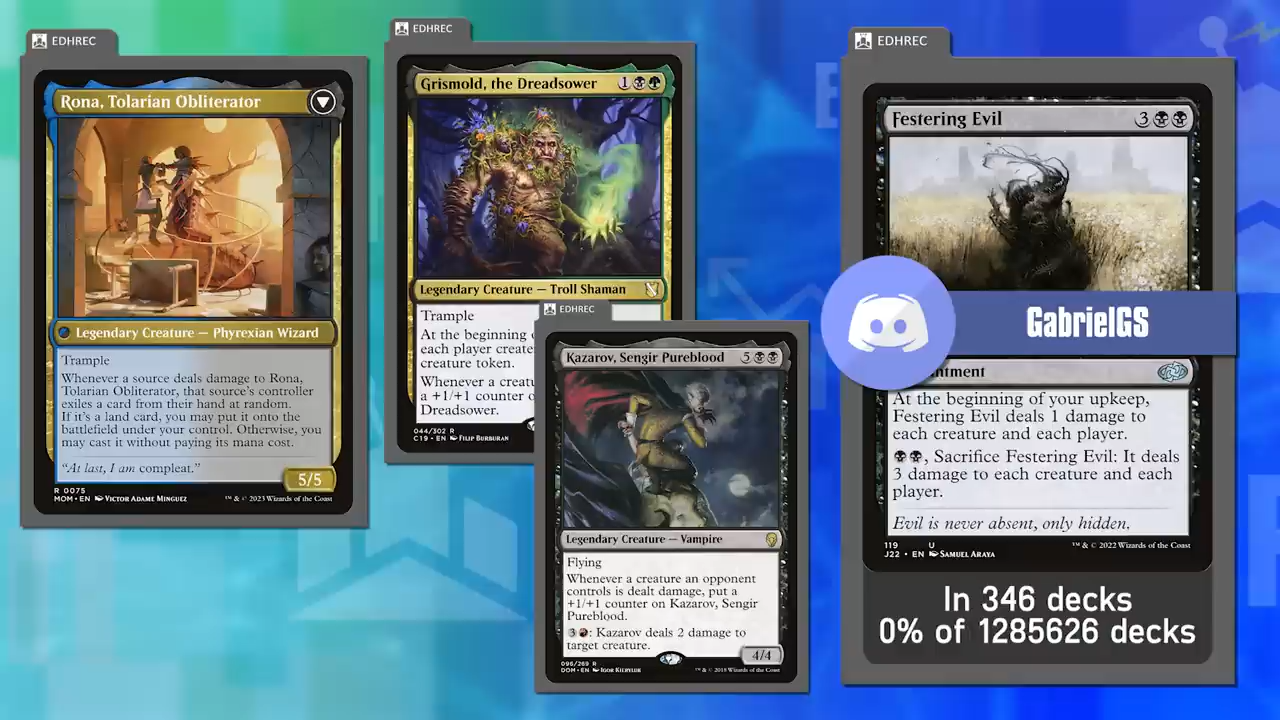 EDHREC
Rona, Tolarian Obliterator
Legendary Creature — Phyrexian Wizard
Trample
Whenever a source deals damage to Rona,
Tolarian Obliterator, that source's controller
exiles a card from their hand at random.
If it's a land card, you may put it onto the
battlefield under your control. Otherwise, you
may cast it without paying its mana cost.
“At last, I am compleat.”
5/5
R 0075
MOM • EN VICTOR ADAME MINGUEZ
™ & © 2023 Wizards of the Coast
EDHREC
Grismold, the Dreadsower 1
Legendary Creature — Troll Shaman
Trample
At the beginning
each player create
creature token.
Whenever a creatu
a +1/+1 counter o
Dreadsower.
044/302 R
C19 • EN FILIP BURBURAN
EDHREC
Kazarov, Sengir Pureblood 5
Legendary Creature — Vampire
Flying
Whenever a creature an opponent
controls is dealt damage, put a
+1/+1 counter on Kazarov, Sengir
Pureblood.
3 : Kazarov deals 2 damage to
target creature.
4/4
096/269 R
DOM • EN IGOR KIERYLUK
™ & © 2018 Wizards of the Coast
EDHREC
Festering Evil 3
GabrielGS
ntment
At the beginning of your upkeep,
Festering Evil deals 1 damage to
each creature and each player.
, Sacrifice Festering Evil: It deals
3 damage to each creature and each
player.
Evil is never absent, only hidden.
119 U
J22 • EN SAMUEL ARAYA
™ & © 2022 Wizards of the Coast
In 346 decks
0% of 1285626 decks